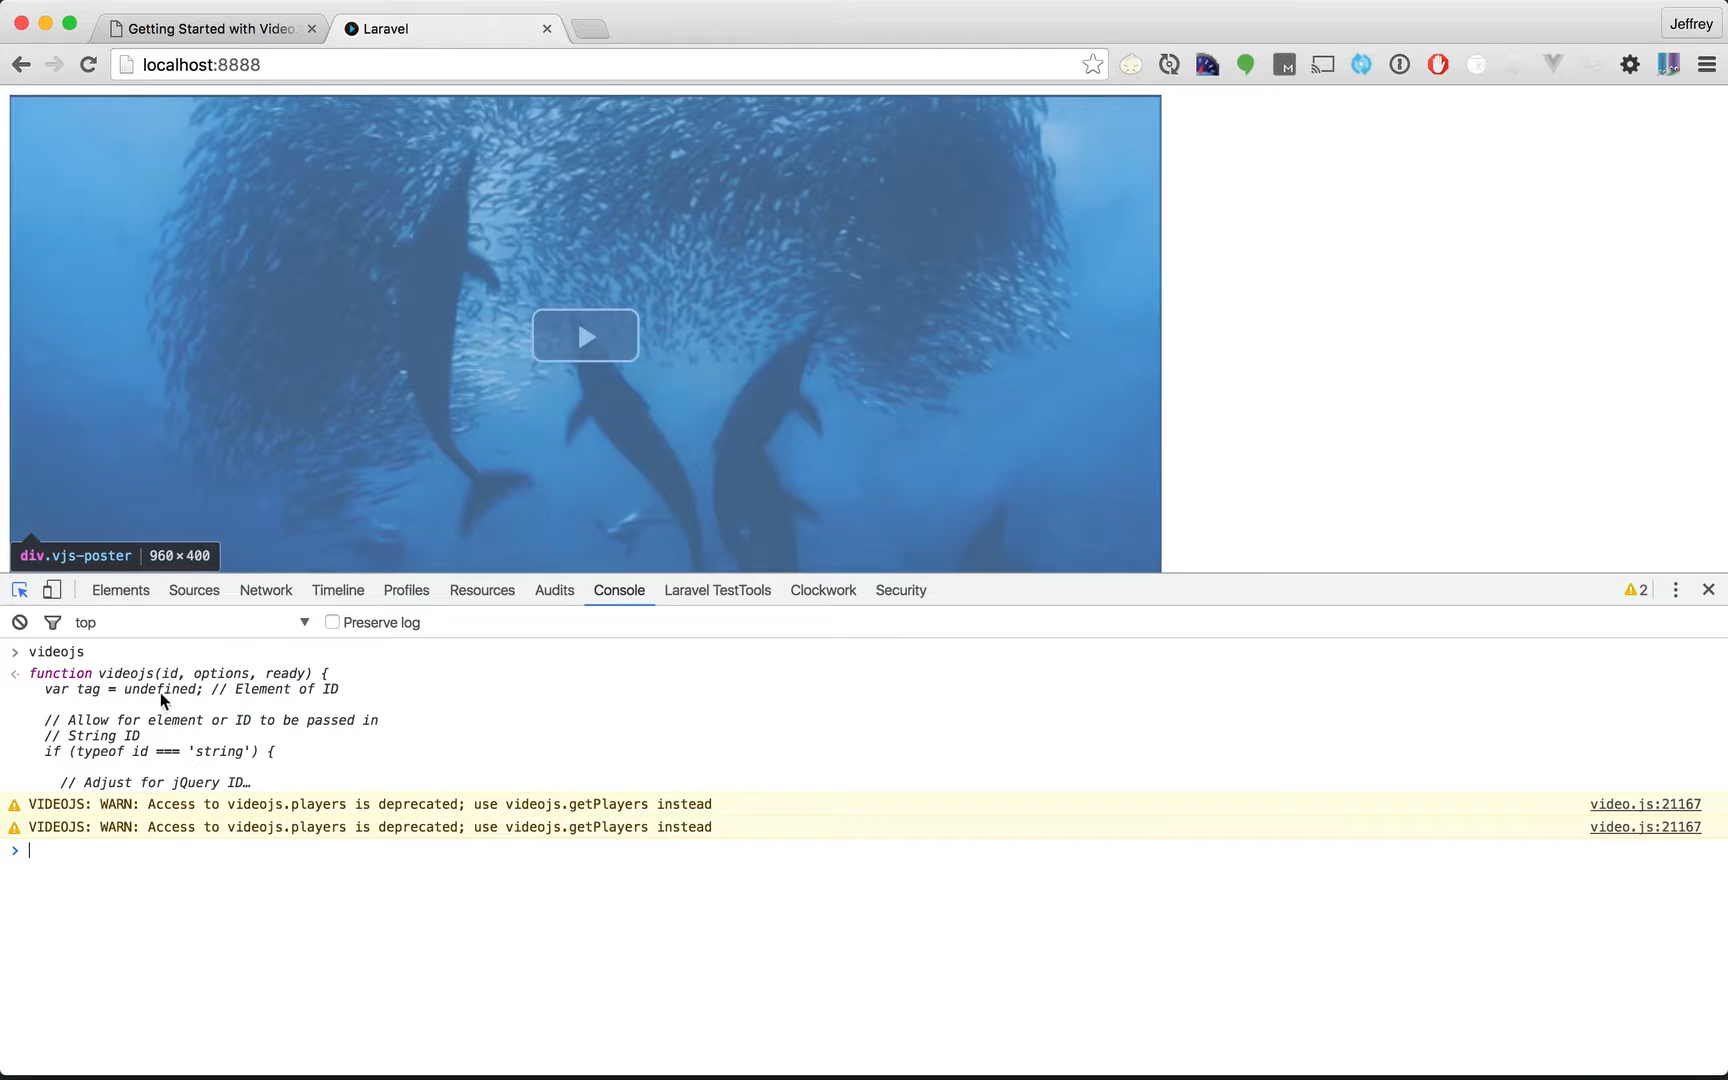 Getting Started with Video.
Laravel
Jeffrey
localhost:8888
M
div.vjs-poster | 960×400
Elements Sources Network Timeline Profiles Resources Audits Console Laravel TestTools Clockwork Security 2
top Preserve log
videojs
function videojs(id, options, ready) {
var tag = undefined; // Element of ID
// Allow for element or ID to be passed in
// String ID
if (typeof id === 'string') {
// Adjust for jQuery ID…
VIDEOJS: WARN: Access to videojs.players is deprecated; use videojs.getPlayers instead video.js:21167
VIDEOJS: WARN: Access to videojs.players is deprecated; use videojs.getPlayers instead video.js:21167